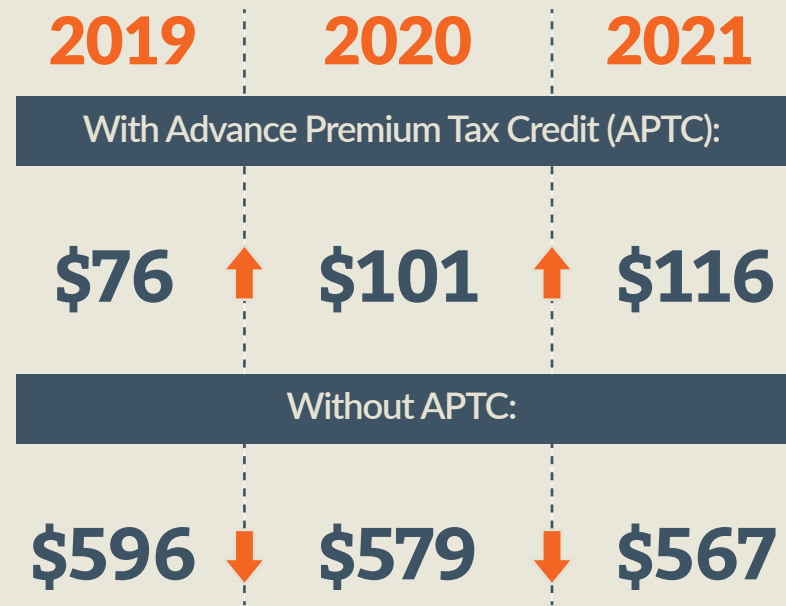 2019 2020 2021
With Advance Premium Tax Credit (APTC):
$76 $101 $116
Without APTC:
$596 $579 $567